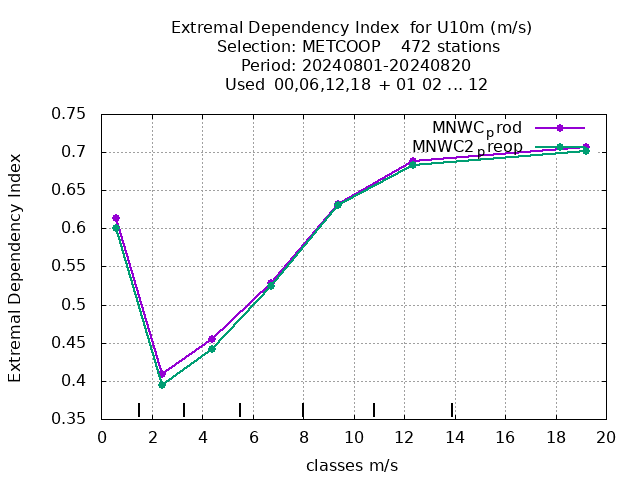 Extremal Dependency Index  for U10m (m/s)
Selection: METCOOP    472 stations
Period: 20240801-20240820
Used  00,06,12,18 + 01 02 ... 12
Extremal Dependency Index
0.75
0.7
0.65
0.6
0.55
0.5
0.45
0.4
0.35
MNWCprod
MNWC2preop
0 2 4 6 8 10 12 14 16 18 20
classes m/s